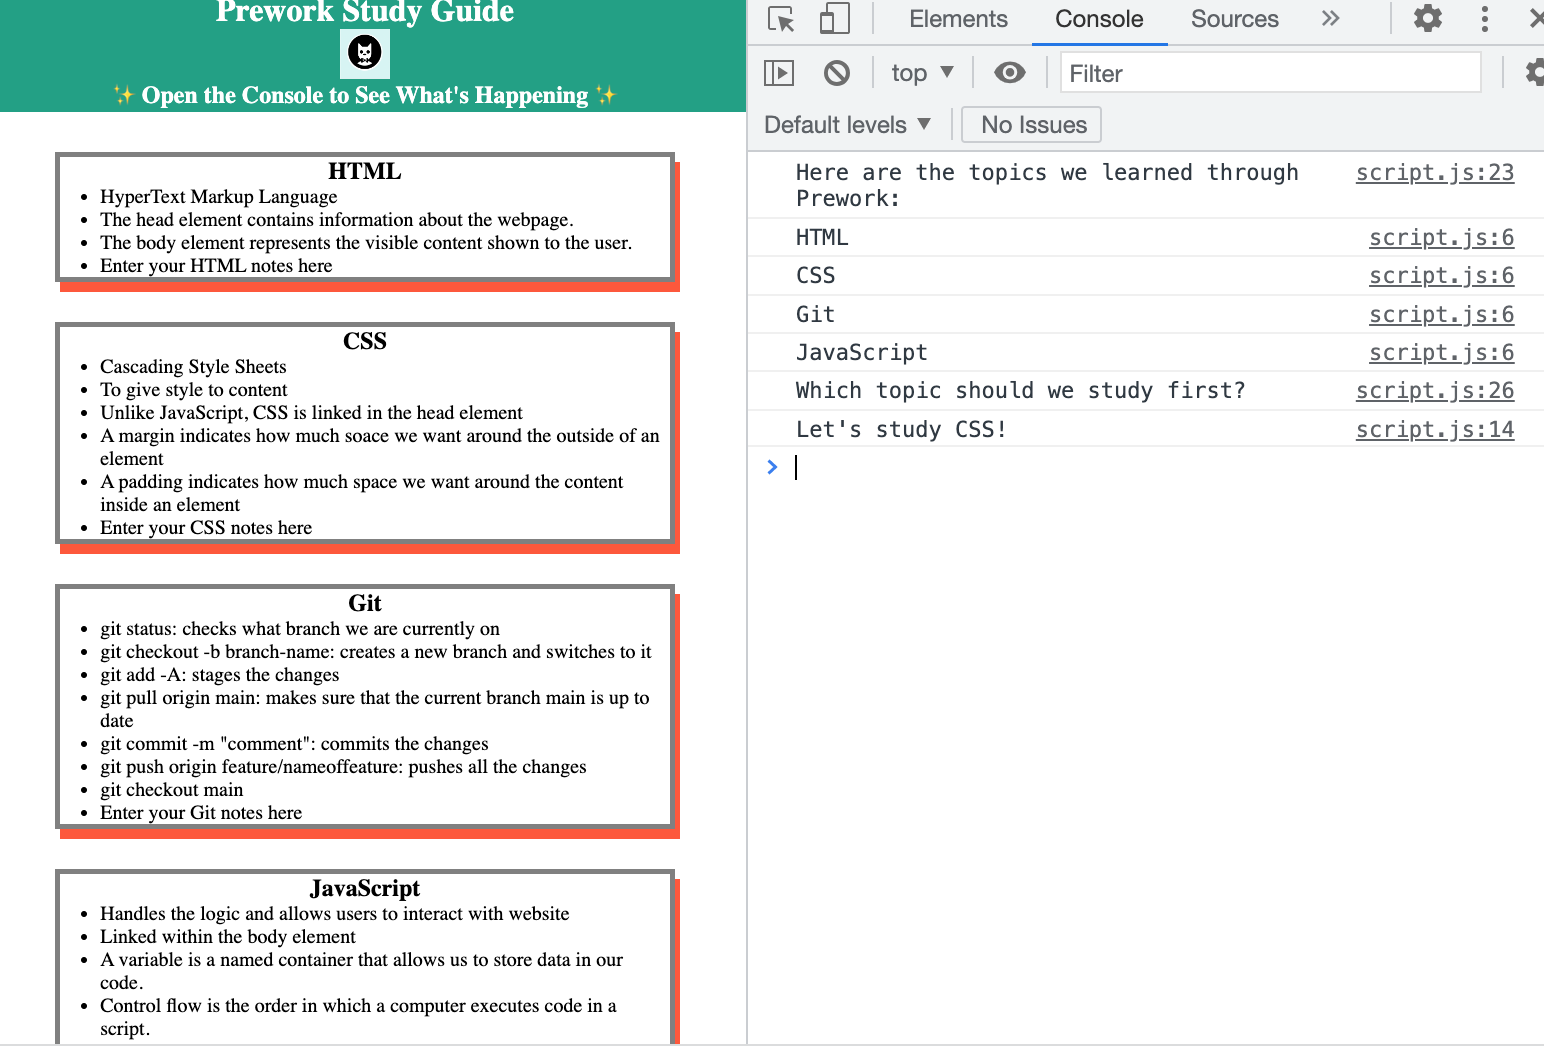 Prework Study Guide
✨ Open the Console to See What's Happening ✨
HTML
• HyperText Markup Language
• The head element contains information about the webpage.
• The body element represents the visible content shown to the user.
• Enter your HTML notes here
CSS
• Cascading Style Sheets
• To give style to content
• Unlike JavaScript, CSS is linked in the head element
• A margin indicates how much soace we want around the outside of an
element
• A padding indicates how much space we want around the content
inside an element
• Enter your CSS notes here
Git
• git status: checks what branch we are currently on
• git checkout -b branch-name: creates a new branch and switches to it
• git add -A: stages the changes
• git pull origin main: makes sure that the current branch main is up to
date
• git commit -m "comment": commits the changes
• git push origin feature/nameoffeature: pushes all the changes
• git checkout main
• Enter your Git notes here
JavaScript
• Handles the logic and allows users to interact with website
• Linked within the body element
• A variable is a named container that allows us to store data in our
code.
• Control flow is the order in which a computer executes code in a
script.
Elements Console Sources »
top ▼ Filter
Default levels ▼ No Issues
Here are the topics we learned through script.js:23
Prework:
HTML script.js:6
CSS script.js:6
Git script.js:6
JavaScript script.js:6
Which topic should we study first? script.js:26
Let's study CSS! script.js:14